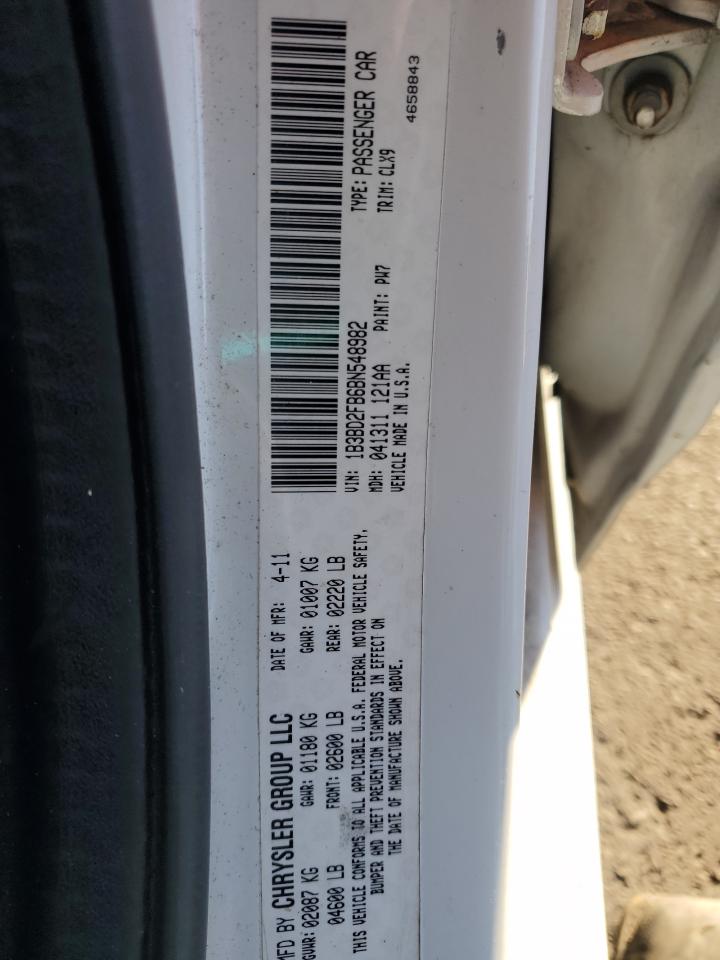 MFD BY CHRYSLER GROUP LLC DATE OF MFR: 4-11
GVWR: 02087 KG GAWR: 01180 KG GAWR: 01007 KG
04600 LB FRONT: 02600 LB REAR: 02220 LB
THIS VEHICLE CONFORMS TO ALL APPLICABLE U.S.A. FEDERAL MOTOR VEHICLE SAFETY,
BUMPER AND THEFT PREVENTION STANDARDS IN EFFECT ON
THE DATE OF MANUFACTURE SHOWN ABOVE.
VIN: 1B3BD2FB6BN548982 TYPE: PASSENGER CAR
MDH: 041311 121AA PAINT: PW7 TRIM: CLX9
VEHICLE MADE IN U.S.A.
4658843